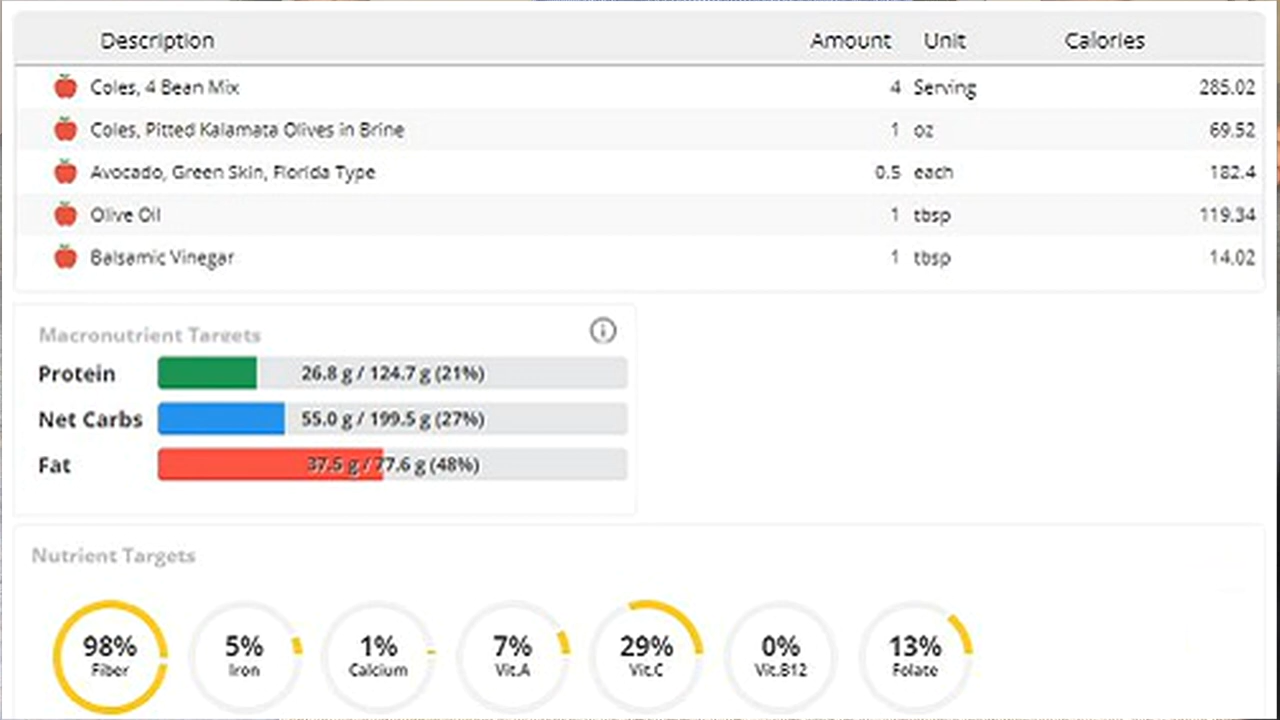 Description Amount Unit Calories
Coles, 4 Bean Mix 4 Serving 285.02
Coles, Pitted Kalamata Olives in Brine 1 oz 69.52
Avocado, Green Skin, Florida Type 0.5 each 182.4
Olive Oil 1 tbsp 119.34
Balsamic Vinegar 1 tbsp 14.02
Macronutrient Targets
Protein 26.8 g / 124.7 g (21%)
Net Carbs 55.0 g / 199.5 g (27%)
Fat 37.5 g / 77.6 g (48%)
Nutrient Targets
98% 5% 1% 7% 29% 0% 13%
Fiber Iron Calcium Vit.A Vit.C Vit.B12 Folate